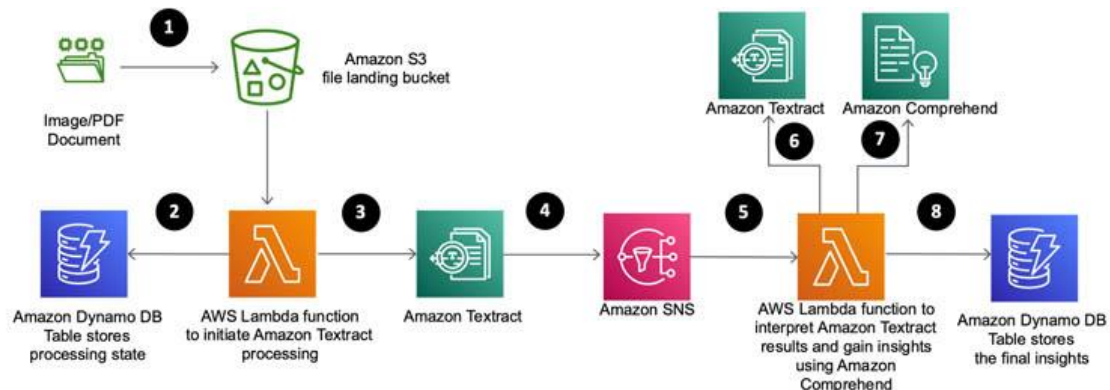 1
Image/PDF
Document
Amazon S3
file landing bucket
Amazon Textract
Amazon Comprehend
6
7
2
3
4
5
8
Amazon Dynamo DB
Table stores
processing state
AWS Lambda function
to initiate Amazon Textract
processing
Amazon Textract
Amazon SNS
AWS Lambda function to
interpret Amazon Textract
results and gain insights
using Amazon
Comprehend
Amazon Dynamo DB
Table stores
the final insights